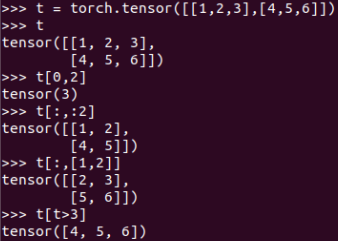 >>> t = torch.tensor([[1,2,3],[4,5,6]])
>>> t
tensor([[1, 2, 3],
        [4, 5, 6]])
>>> t[0,2]
tensor(3)
>>> t[:,:2]
tensor([[1, 2],
        [4, 5]])
>>> t[:,[1,2]]
tensor([[2, 3],
        [5, 6]])
>>> t[t>3]
tensor([4, 5, 6])